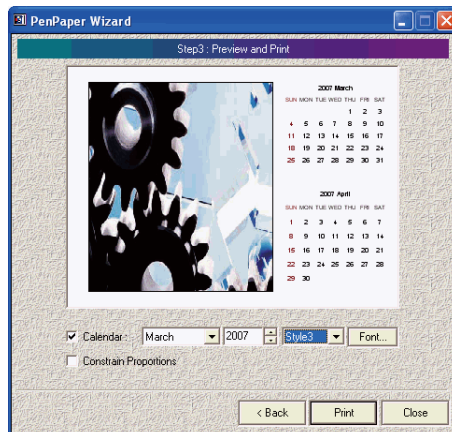 PenPaper Wizard
Step3 : Preview and Print
2007 March
SUN MON TUE WED THU FRI SAT
1 2 3
4 5 6 7 8 9 10
11 12 13 14 15 16 17
18 19 20 21 22 23 24
25 26 27 28 29 30 31
2007 April
SUN MON TUE WED THU FRI SAT
1 2 3 4 5 6 7
8 9 10 11 12 13 14
15 16 17 18 19 20 21
22 23 24 25 26 27 28
29 30
Calendar : March 2007 Style3 Font...
Constrain Proportions
< Back Print Close